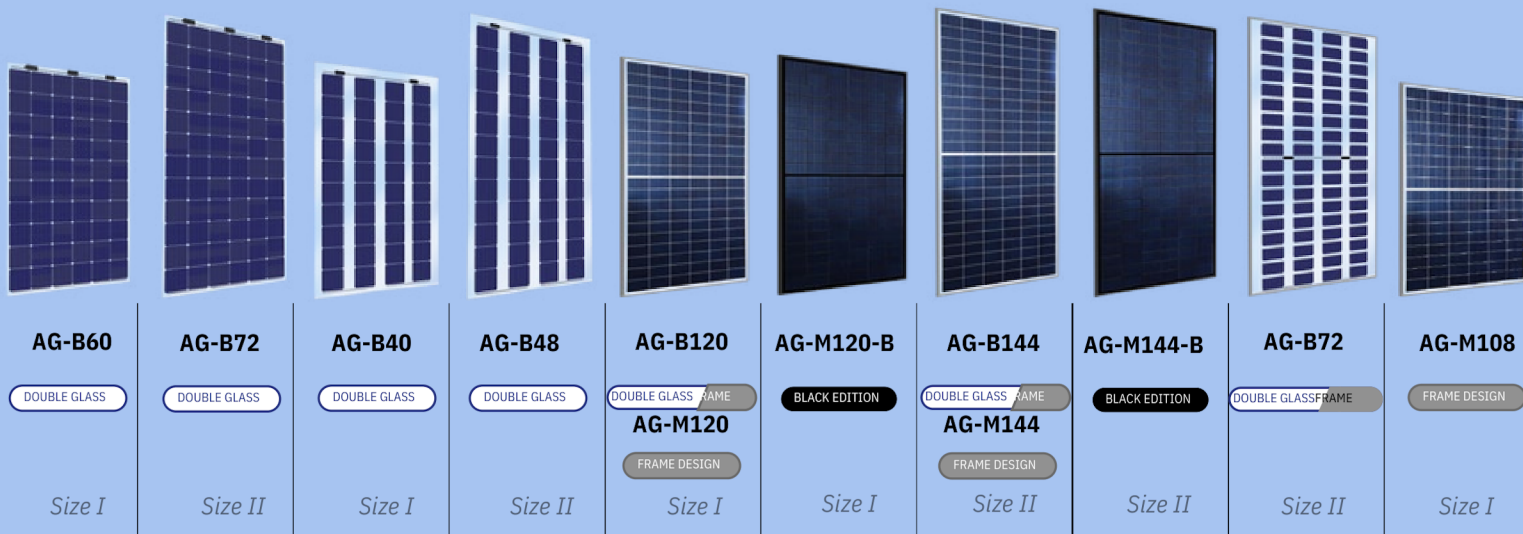 AG-B60
DOUBLE GLASS
Size I
AG-B72
DOUBLE GLASS
Size II
AG-B40
DOUBLE GLASS
Size I
AG-B48
DOUBLE GLASS
Size II
AG-B120
DOUBLE GLASS RAME
AG-M120
FRAME DESIGN
Size I
AG-M120-B
BLACK EDITION
Size I
AG-B144
DOUBLE GLASS RAME
AG-M144
FRAME DESIGN
Size II
AG-M144-B
BLACK EDITION
Size II
AG-B72
DOUBLE GLASSFRAME
Size II
AG-M108
FRAME DESIGN
Size I